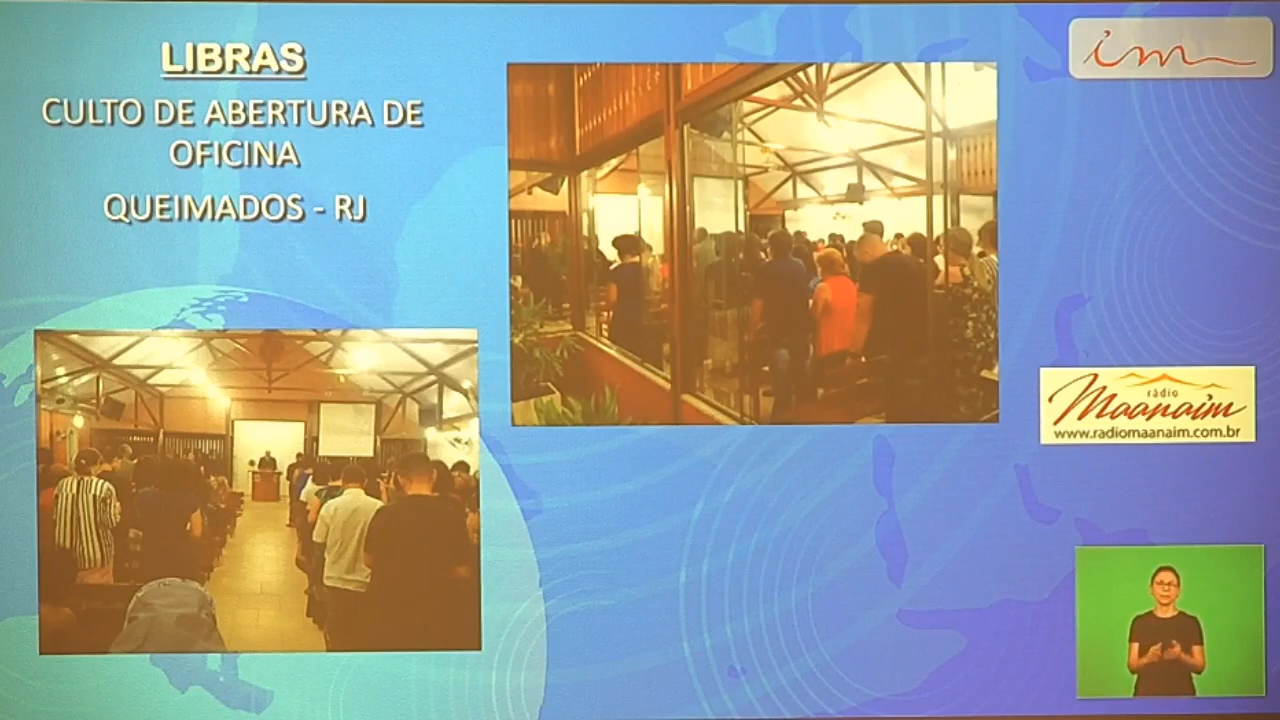 LIBRAS
CULTO DE ABERTURA DE
OFICINA
QUEIMADOS - RJ
im
rádio
Maanaim
www.radiomaanaim.com.br